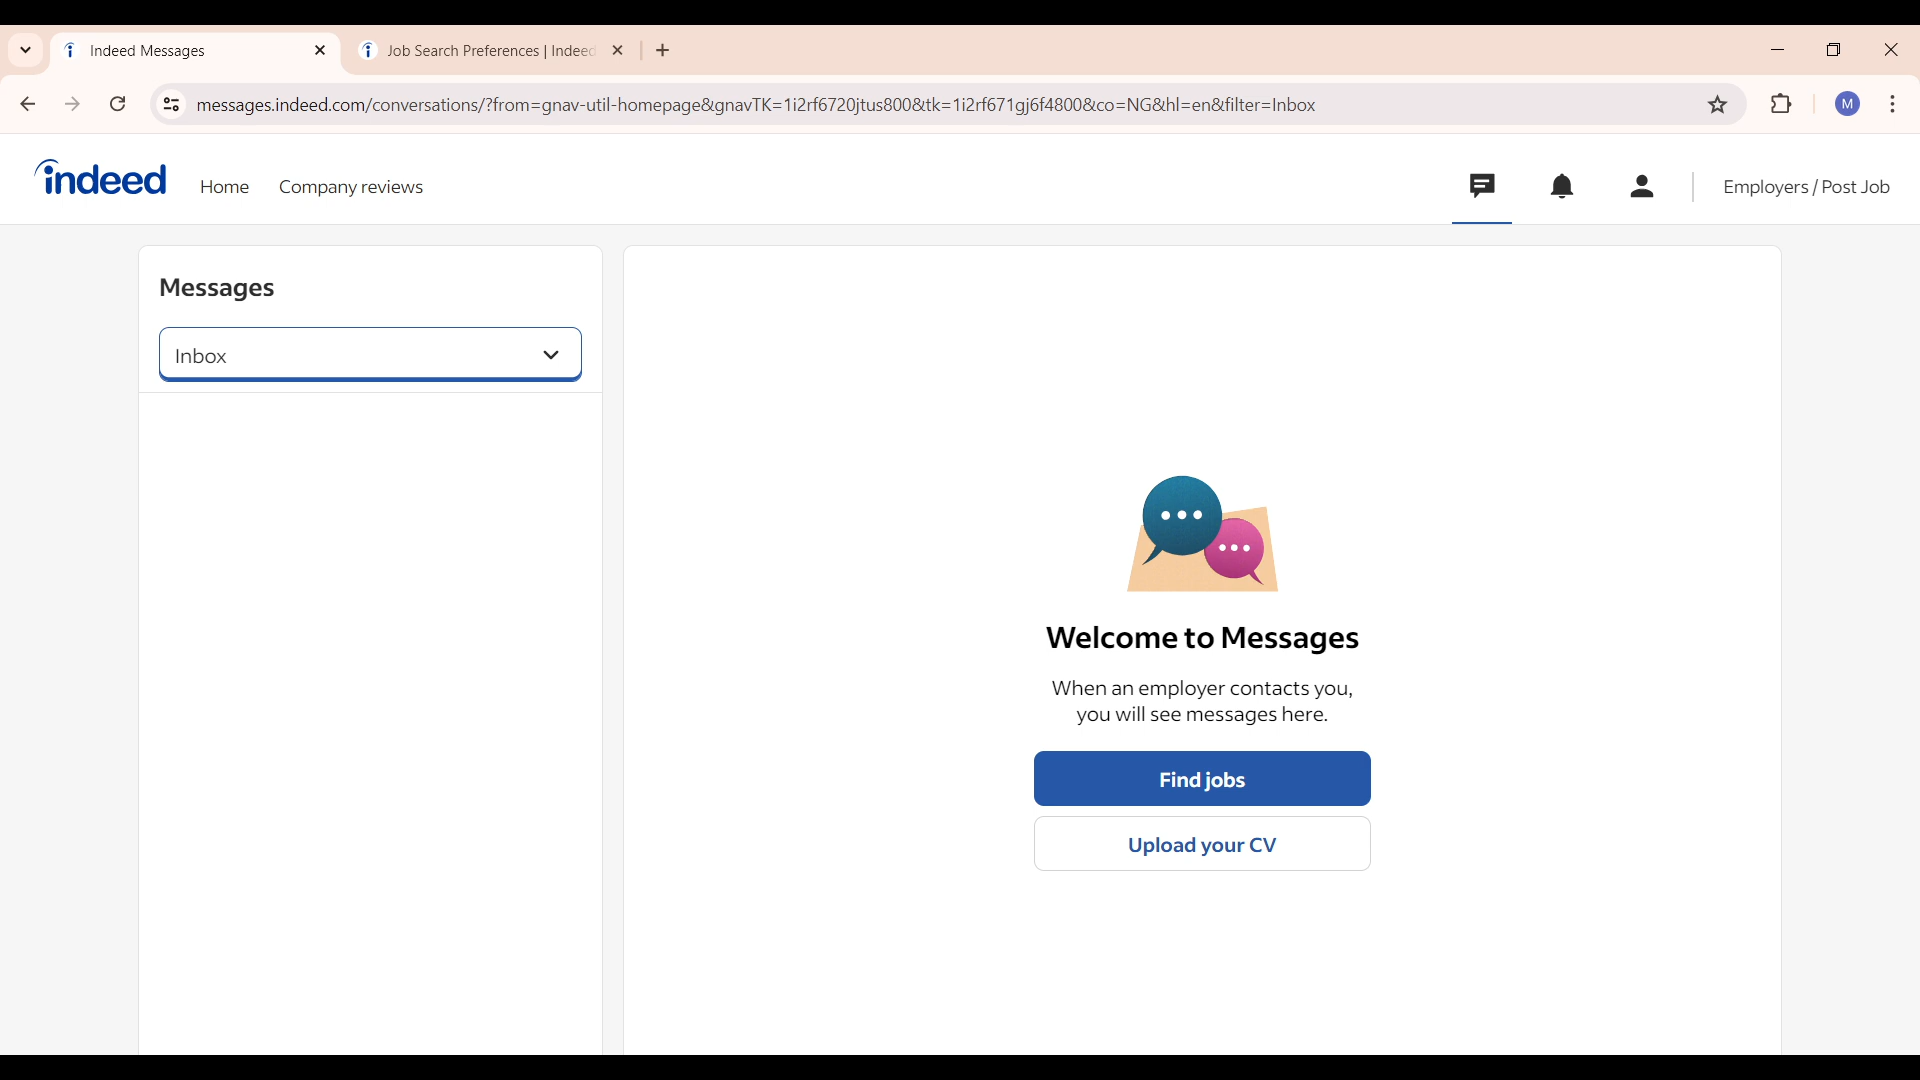 Indeed Messages
Job Search Preferences | Indeed
messages.indeed.com/conversations/?from=gnav-util-homepage&gnavTK=1i2rf6720jtus800&tk=1i2rf671gj6f4800&co=NG&hl=en&filter=Inbox
M
indeed
Home
Company reviews
Employers / Post Job
Messages
Inbox
Welcome to Messages
When an employer contacts you,
you will see messages here.
Find jobs
Upload your CV